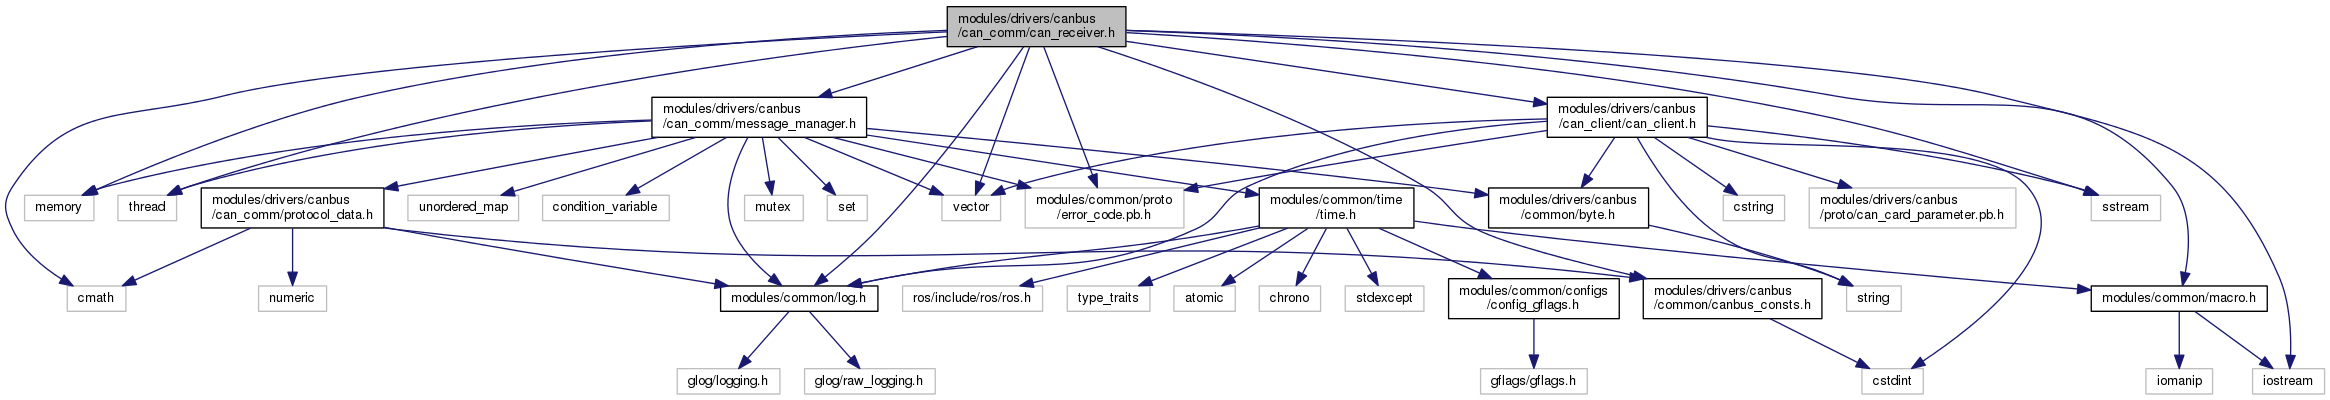 modules/drivers/canbus
/can_comm/can_receiver.h
modules/drivers/canbus
/can_comm/message_manager.h
modules/drivers/canbus
/can_client/can_client.h
memory
thread
modules/drivers/canbus
/can_comm/protocol_data.h
unordered_map
condition_variable
mutex
set
vector
modules/common/proto
/error_code.pb.h
modules/common/time
/time.h
modules/drivers/canbus
/common/byte.h
cstring
modules/drivers/canbus
/proto/can_card_parameter.pb.h
sstream
cmath
numeric
modules/common/log.h
ros/include/ros/ros.h
type_traits
atomic
chrono
stdexcept
modules/common/configs
/config_gflags.h
modules/drivers/canbus
/common/canbus_consts.h
string
modules/common/macro.h
glog/logging.h
glog/raw_logging.h
gflags/gflags.h
cstdint
iomanip
iostream